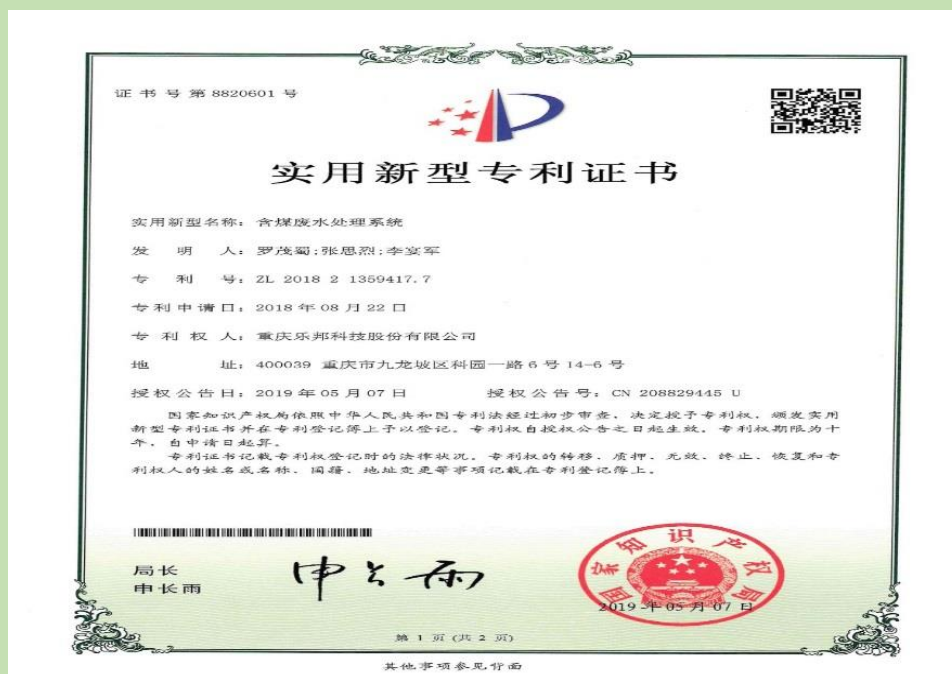 证书号第8820601号
实用新型专利证书
实用新型名称：含煤废水处理系统
发明人：罗茂蜀;张思烈;李宴军
专利号：ZL 2018 2 1359417.7
专利申请日：2018年08月22日
专利权人：重庆乐邦科技股份有限公司
地址：400039 重庆市九龙坡区科园一路6号14-6号
授权公告日：2019年05月07日 授权公告号：CN 208829445 U
国家知识产权局依照中华人民共和国专利法经过初步审查，决定授予专利权，颁发实用
新型专利证书并在专利登记簿上予以登记。专利权自授权公告之日起生效。专利权期限为十
年，自申请日起算。
专利证书记载专利权登记时的法律状况。专利权的转移、质押、无效、终止、恢复和专
利权人的姓名或名称、国籍、地址变更等事项记载在专利登记簿上。
局长
申长雨
申长雨
国家知识产权局
2019年05月07日
第1页(共2页)
其他事项参见背面